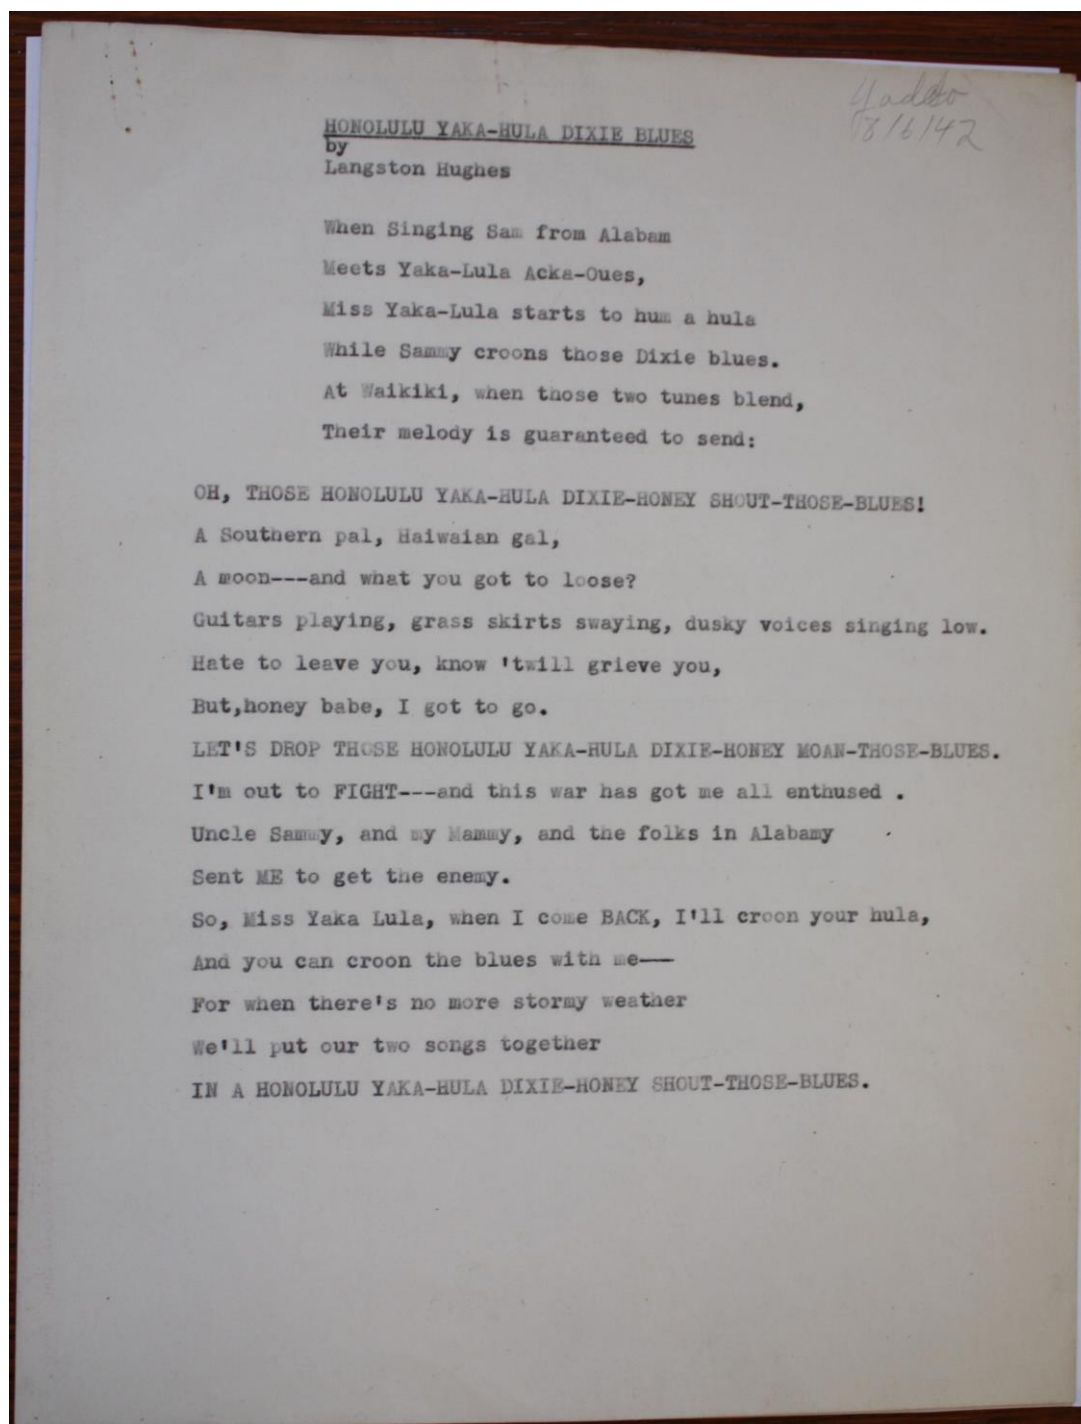 Yaddo
8/6/42
HONOLULU YAKA-HULA DIXIE BLUES
by
Langston Hughes
When Singing Sam from Alabam
Meets Yaka-Lula Acka-Oues,
Miss Yaka-Lula starts to hum a hula
While Sammy croons those Dixie blues.
At Waikiki, when those two tunes blend,
Their melody is guaranteed to send:
OH, THOSE HONOLULU YAKA-HULA DIXIE-HONEY SHOUT-THOSE-BLUES!
A Southern pal, Haiwaian gal,
A moon---and what you got to loose?
Guitars playing, grass skirts swaying, dusky voices singing low.
Hate to leave you, know 'twill grieve you,
But,honey babe, I got to go.
LET'S DROP THOSE HONOLULU YAKA-HULA DIXIE-HONEY MOAN-THOSE-BLUES.
I'm out to FIGHT---and this war has got me all enthused .
Uncle Sammy, and my Mammy, and the folks in Alabamy
Sent ME to get the enemy.
So, Miss Yaka Lula, when I come BACK, I'll croon your hula,
And you can croon the blues with me---
For when there's no more stormy weather
We'll put our two songs together
IN A HONOLULU YAKA-HULA DIXIE-HONEY SHOUT-THOSE-BLUES.